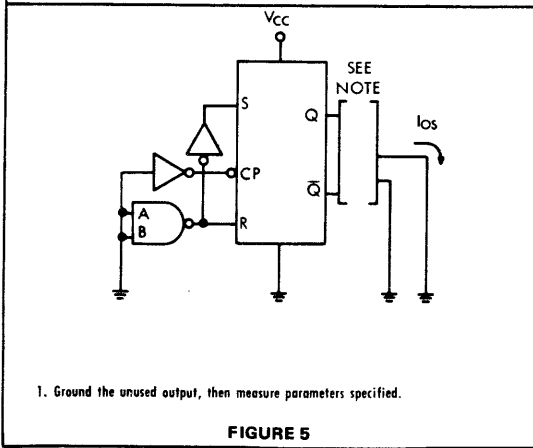 VCC
SEE
NOTE
S
Q
IOS
CP
Q̅
A
B
R
1. Ground the unused output, then measure parameters specified.
FIGURE 5